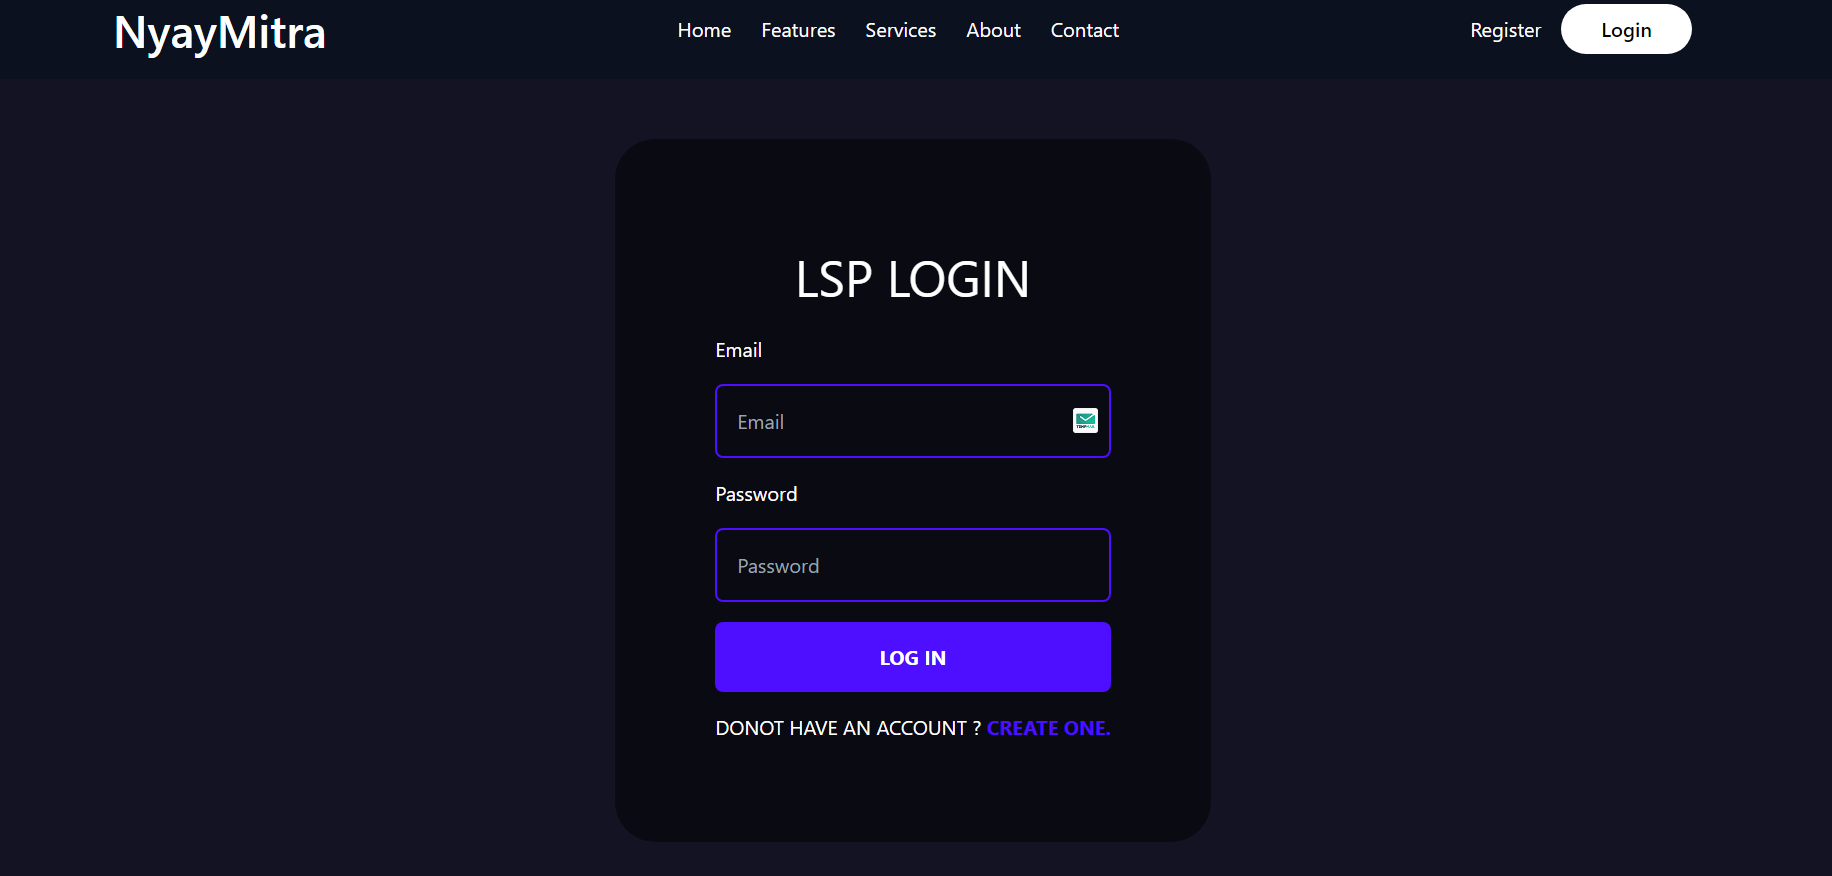 NyayMitra Home Features Services About Contact Register Login
LSP LOGIN
Email
Email
Password
Password
LOG IN
DONOT HAVE AN ACCOUNT ? CREATE ONE.